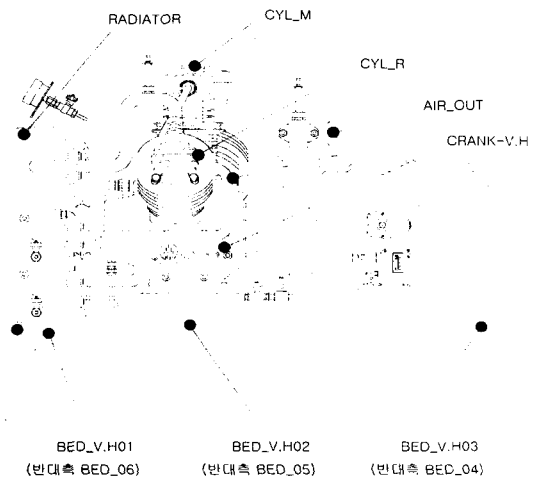 RADIATOR
CYL_M
CYL_R
AIR_OUT
CRANK-V.H
BED_V.H01
(반대측 BED_06)
BED_V.H02
(반대측 BED_05)
BED_V.H03
(반대측 BED_04)